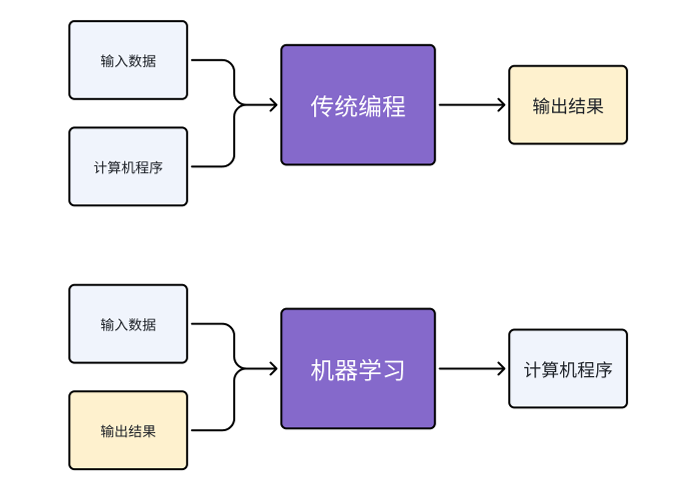 输入数据
计算机程序
传统编程
输出结果
输入数据
输出结果
机器学习
计算机程序